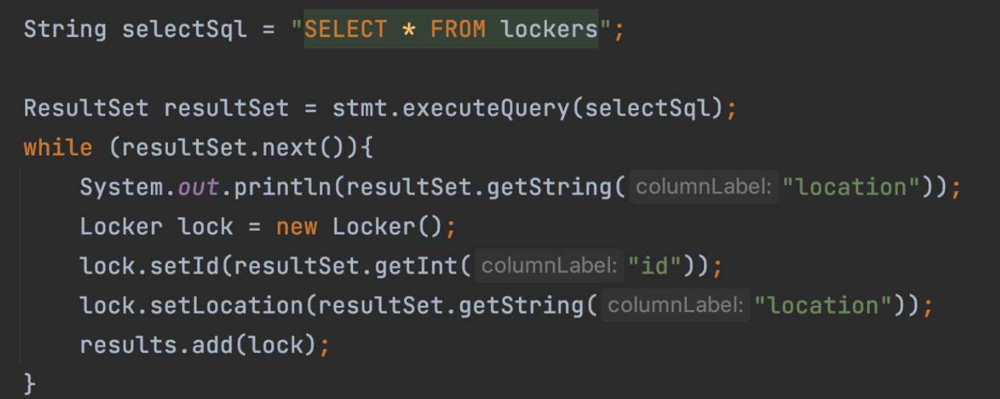 String selectSql = "SELECT * FROM lockers";
ResultSet resultSet = stmt.executeQuery(selectSql);
while (resultSet.next()){
System.out.println(resultSet.getString( columnLabel: "location"));
Locker lock = new Locker();
lock.setId(resultSet.getInt( columnLabel: "id"));
lock.setLocation(resultSet.getString( columnLabel: "location"));
results.add(lock);
}